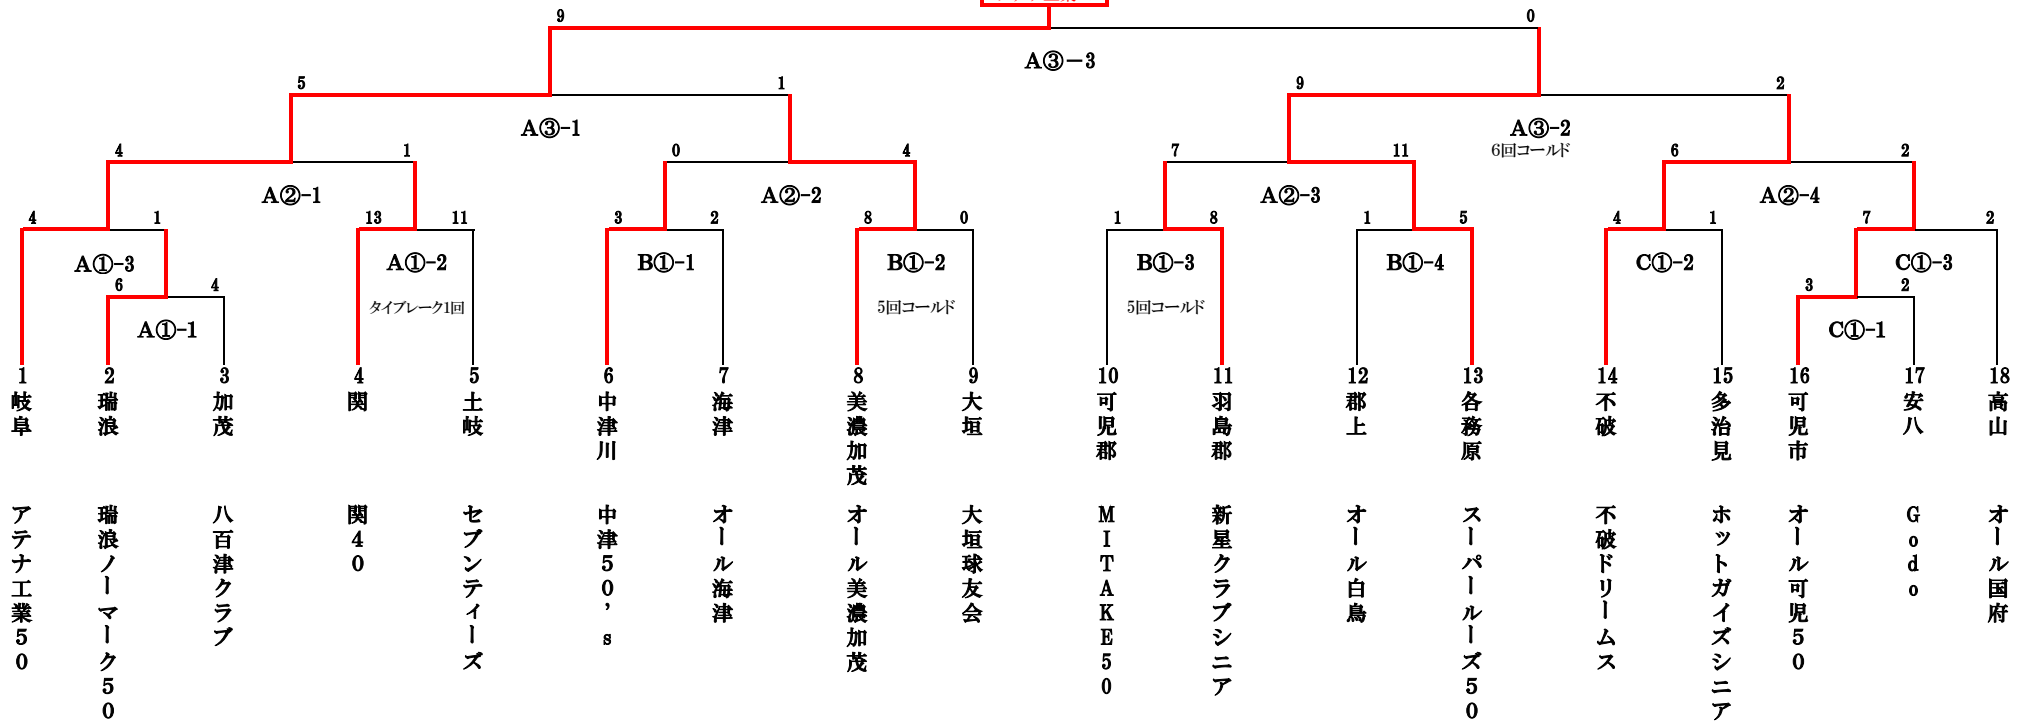 9 0
A③－3
5 1 9 2
A③-1 A③-2
6回コールド
4 1 0 4 7 11 6 2
A②-1 A②-2 A②-3 A②-4
4 1 13 11 3 2 8 0 1 8 1 5 4 1 7 2
A①-3 A①-2 B①-1 B①-2 B①-3 B①-4 C①-2 C①-3
6 4 3 2
タイブレーク1回 5回コールド 5回コールド
A①-1 C①-1
1 岐阜 アテナ工業50
2 瑞浪 瑞浪ノーマーク50
3 加茂 八百津クラブ
4 関 関40
5 土岐 セブンティーズ
6 中津川 中津50’s
7 海津 オール海津
8 美濃加茂 オール美濃加茂
9 大垣 大垣球友会
10 可児郡 MITAKE50
11 羽島郡 新星クラブシニア
12 郡上 オール白鳥
13 各務原 スーパールーズ50
14 不破 不破ドリームス
15 多治見 ホットガイズシニア
16 可児市 オール可児50
17 安八 Godo
18 高山 オール国府